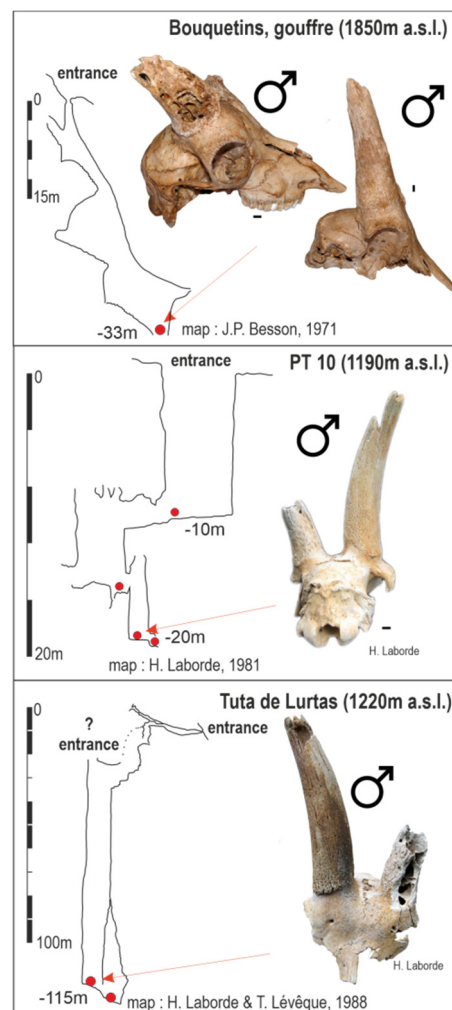 Bouquetins, gouffre (1850m a.s.l.)
entrance
♂
♂
0
15m
-33m
map : J.P. Besson, 1971
PT 10 (1190m a.s.l.)
entrance
0
♂
-10m
-20m
20m
H. Laborde
map : H. Laborde, 1981
Tuta de Lurtas (1220m a.s.l.)
0
?
entrance
entrance
♂
100m
H. Laborde
-115m
map : H. Laborde & T. Lévêque, 1988